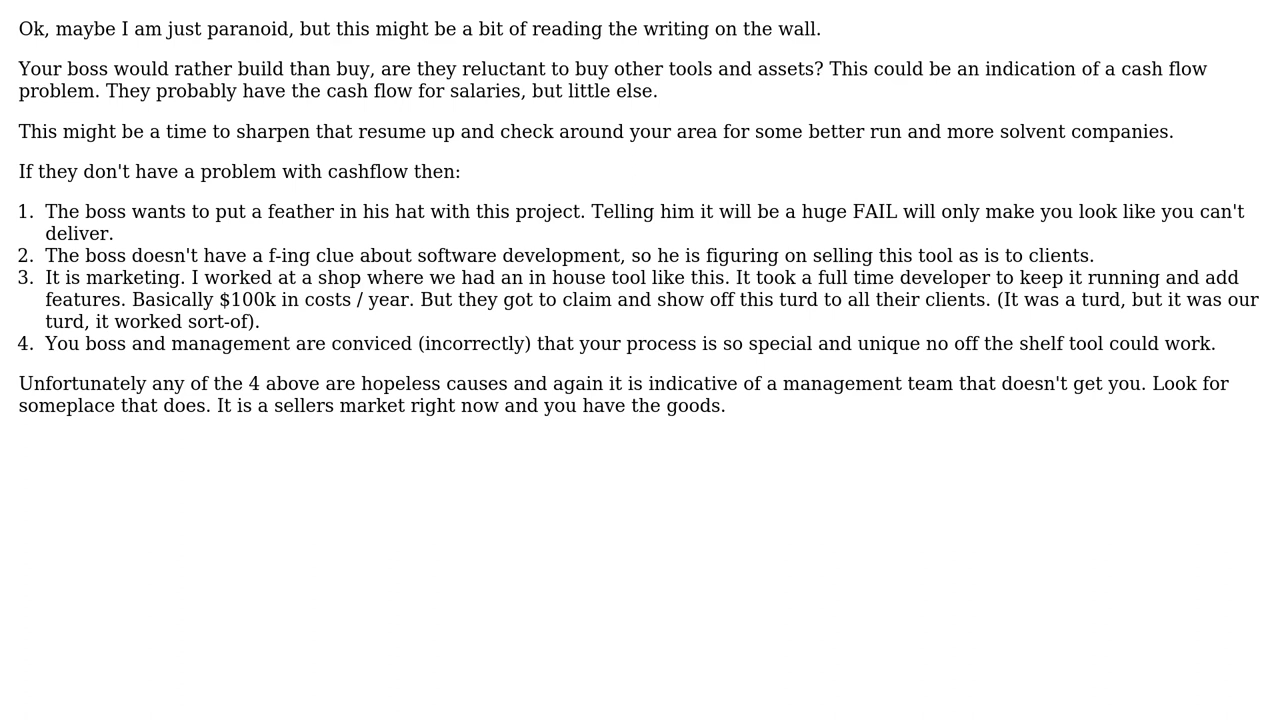 Ok, maybe I am just paranoid, but this might be a bit of reading the writing on the wall.
Your boss would rather build than buy, are they reluctant to buy other tools and assets? This could be an indication of a cash flow
problem. They probably have the cash flow for salaries, but little else.
This might be a time to sharpen that resume up and check around your area for some better run and more solvent companies.
If they don't have a problem with cashflow then:
1. The boss wants to put a feather in his hat with this project. Telling him it will be a huge FAIL will only make you look like you can't
deliver.
2. The boss doesn't have a f-ing clue about software development, so he is figuring on selling this tool as is to clients.
3. It is marketing. I worked at a shop where we had an in house tool like this. It took a full time developer to keep it running and add
features. Basically $100k in costs / year. But they got to claim and show off this turd to all their clients. (It was a turd, but it was our
turd, it worked sort-of).
4. You boss and management are conviced (incorrectly) that your process is so special and unique no off the shelf tool could work.
Unfortunately any of the 4 above are hopeless causes and again it is indicative of a management team that doesn't get you. Look for
someplace that does. It is a sellers market right now and you have the goods.